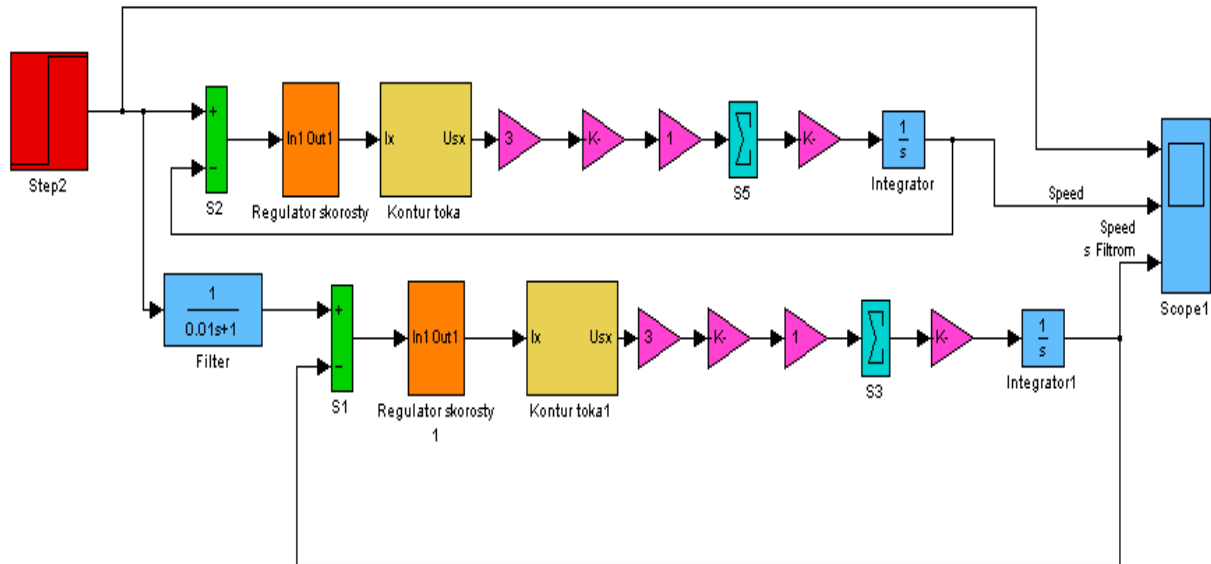 Step2
+
−
S2
In1 Out1
Regulator skorosty
Ix Usx
Kontur toka
3
K-
1
S5
K-
1
s
Integrator
Speed
Speed
s Filtrom
Scope1
1
0.01s+1
Filter
+
−
S1
In1 Out1
Regulator skorosty
1
Ix Usx
Kontur toka1
3
K-
1
S3
K-
1
s
Integrator1